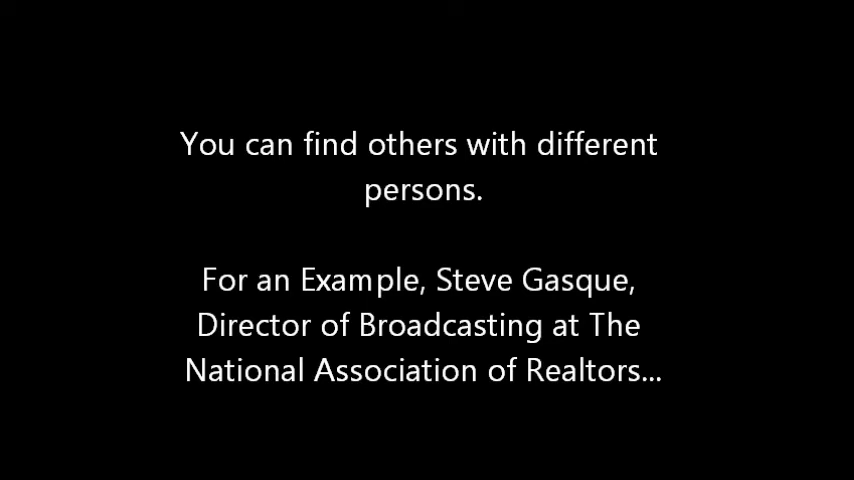 You can find others with different
persons.
For an Example, Steve Gasque,
Director of Broadcasting at The
National Association of Realtors...